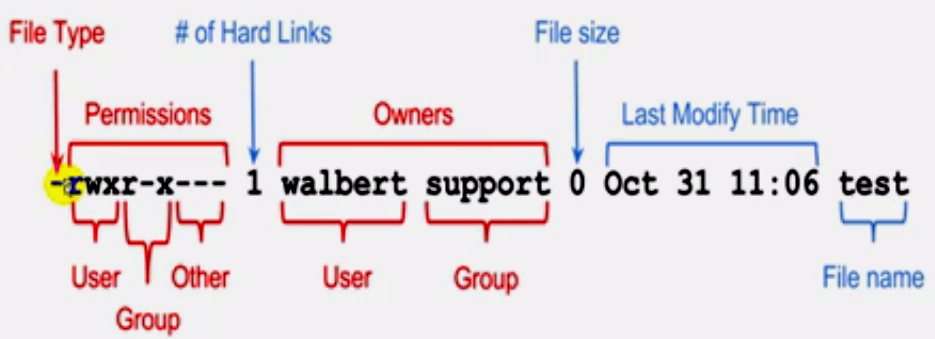 File Type # of Hard Links File size
Permissions Owners Last Modify Time
-rwxr-x--- 1 walbert support 0 Oct 31 11:06 test
User Other User Group File name
Group